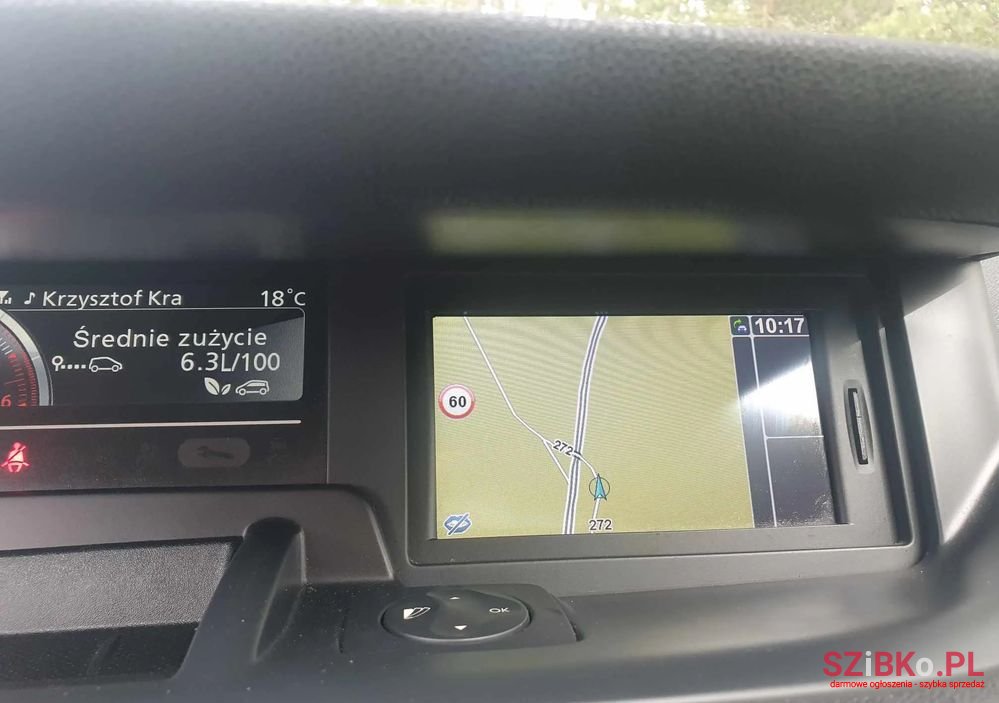 Krzysztof Kra 18°C
Średnie zużycie
6.3L/100
6
10:17
60
272
272
OK
SZiBKo.PL
darmowe ogłoszenia - szybka sprzedaż